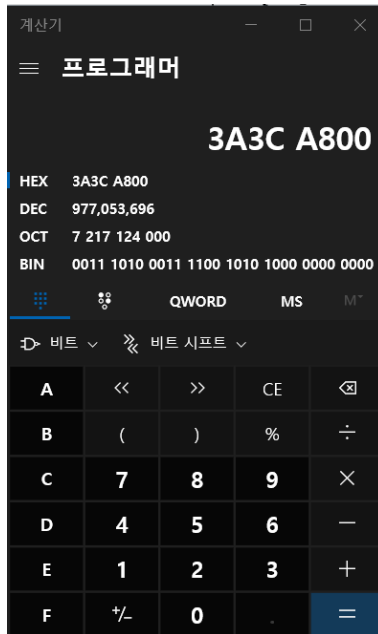 계산기
프로그래머
3A3C A800
HEX 3A3C A800
DEC 977,053,696
OCT 7 217 124 000
BIN 0011 1010 0011 1100 1010 1000 0000 0000
QWORD MS M˅
비트 비트 시프트
A << >> CE
B ( ) % ÷
C 7 8 9 ×
D 4 5 6 −
E 1 2 3 +
F +/− 0 . =